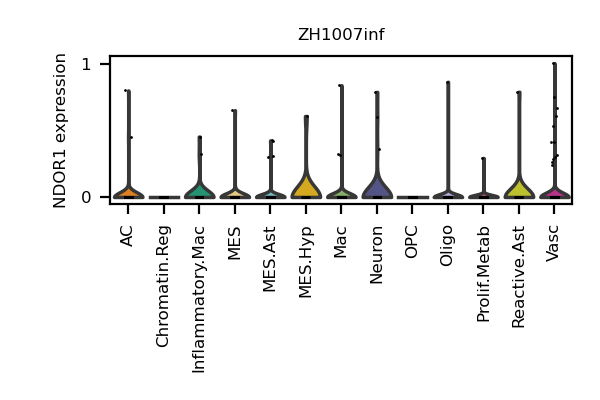 ZH1007inf
NDOR1 expression
1
0
AC
Chromatin.Reg
Inflammatory.Mac
MES
MES.Ast
MES.Hyp
Mac
Neuron
OPC
Oligo
Prolif.Metab
Reactive.Ast
Vasc